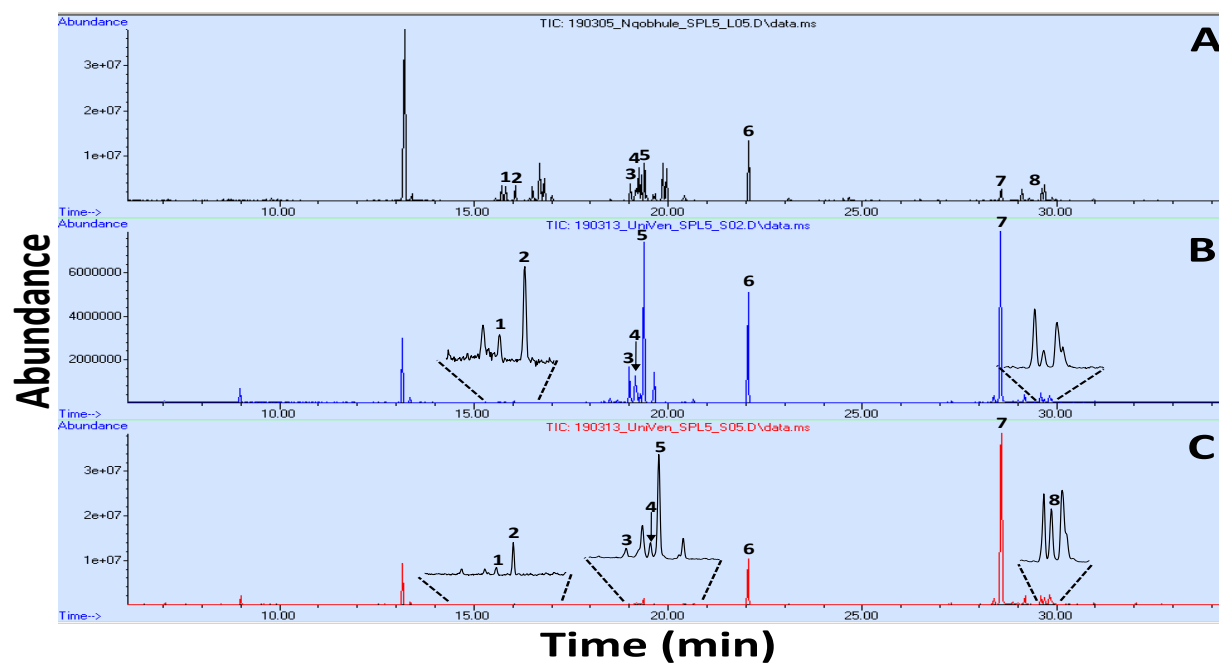 Abundance
TIC: 190305_Nqobhule_SPL5_L05.D\data.ms
A
3e+07
2e+07
1e+07
1 2 3 4 5 6 7 8
Time-->
10.00 15.00 20.00 25.00 30.00
Abundance
TIC: 190313_UniVen_SPL5_S02.D\data.ms
B
6000000
4000000
2000000
1 2 3 4 5 6 7
Time-->
10.00 15.00 20.00 25.00 30.00
Abundance
TIC: 190313_UniVen_SPL5_S05.D\data.ms
C
3e+07
2e+07
1e+07
1 2 3 4 5 6 7 8
Time-->
10.00 15.00 20.00 25.00 30.00
Abundance
Time (min)